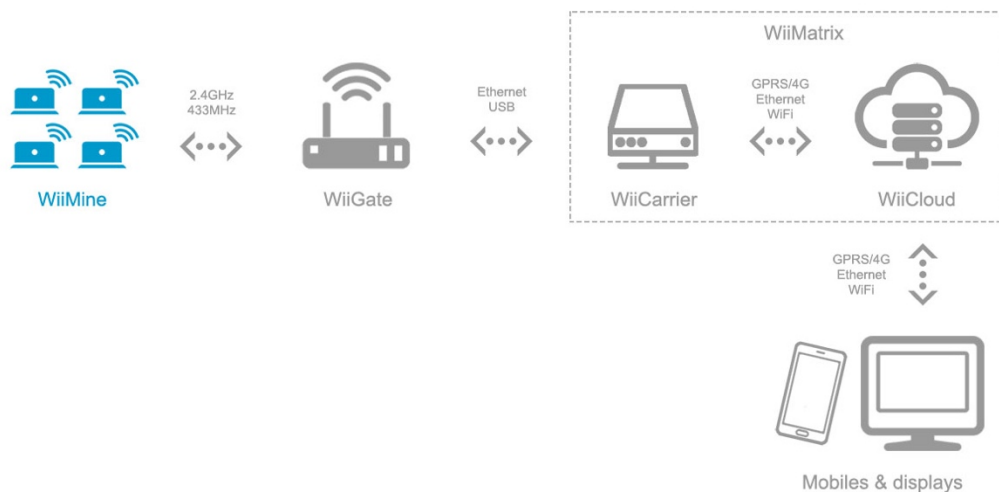 WiiMatrix
2.4GHz
433MHz
Ethernet
USB
GPRS/4G
Ethernet
WiFi
WiiMine
WiiGate
WiiCarrier
WiiCloud
GPRS/4G
Ethernet
WiFi
Mobiles & displays